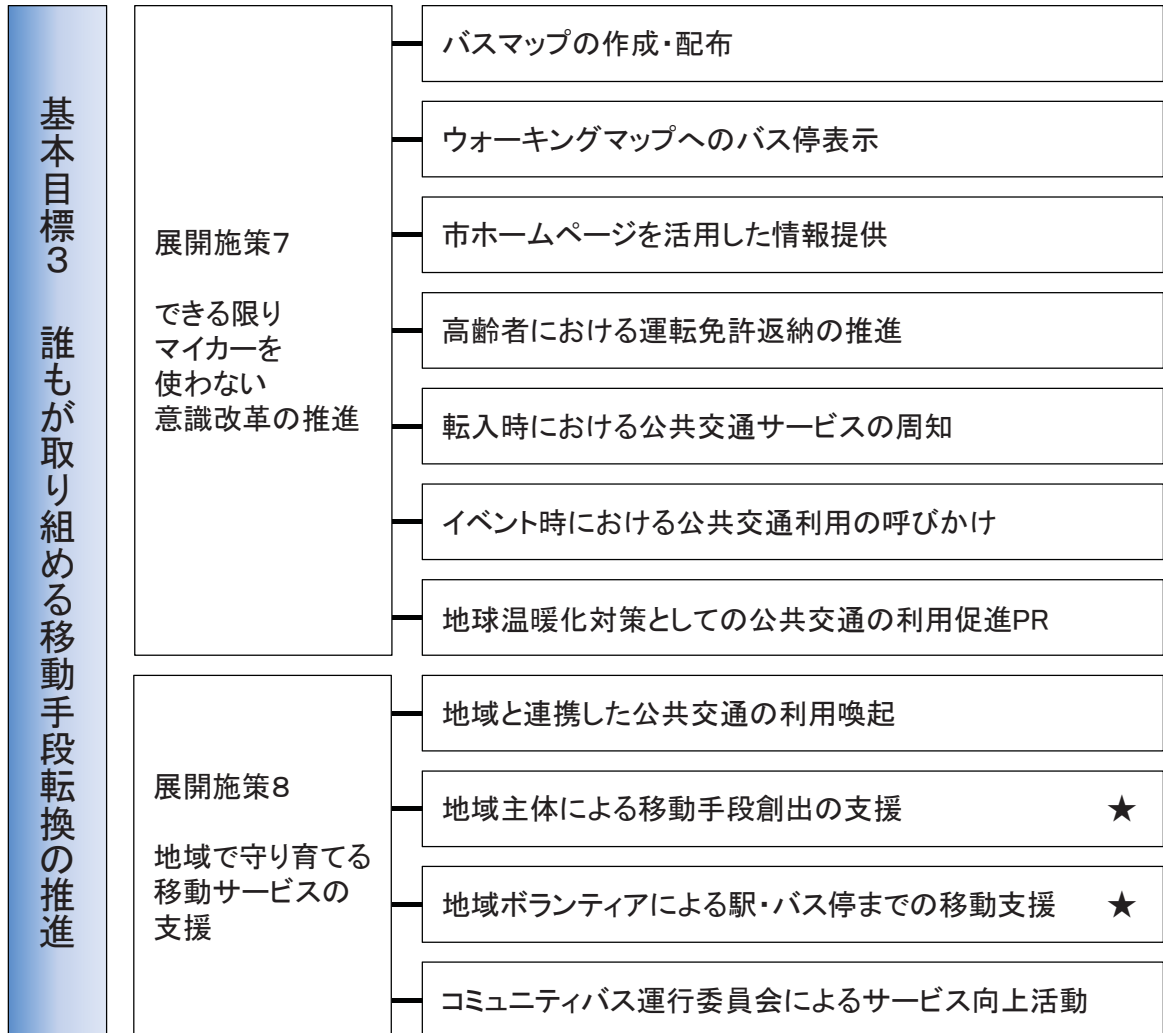 基本目標3　誰もが取り組める移動手段転換の推進
展開施策7
できる限り
マイカーを
使わない
意識改革の推進
バスマップの作成・配布
ウォーキングマップへのバス停表示
市ホームページを活用した情報提供
高齢者における運転免許返納の推進
転入時における公共交通サービスの周知
イベント時における公共交通利用の呼びかけ
地球温暖化対策としての公共交通の利用促進PR
展開施策8
地域で守り育てる
移動サービスの
支援
地域と連携した公共交通の利用喚起
地域主体による移動手段創出の支援　★
地域ボランティアによる駅・バス停までの移動支援　★
コミュニティバス運行委員会によるサービス向上活動